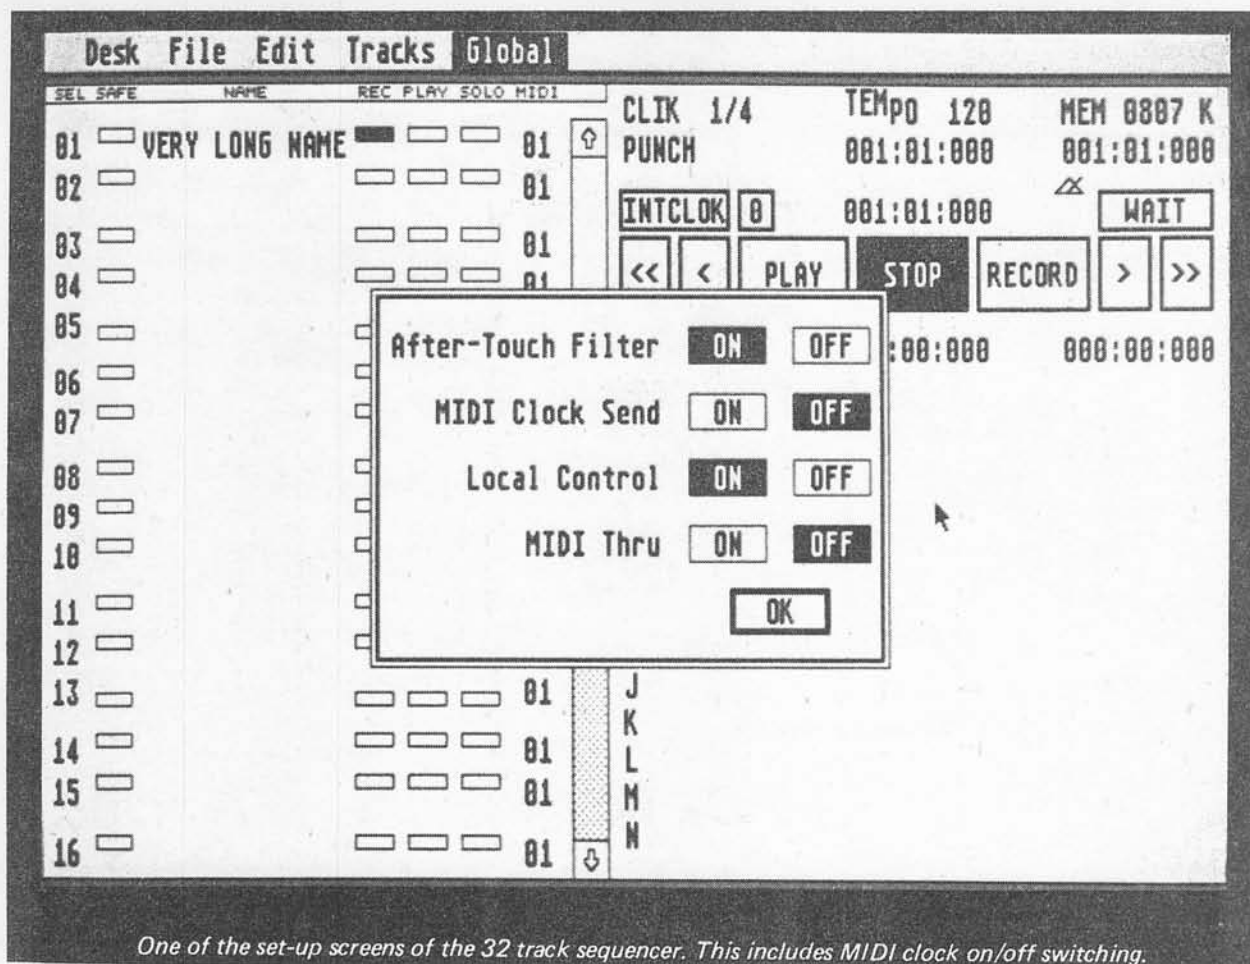 Desk File Edit Tracks Global
SEL SAFE NAME REC PLAY SOLO MIDI
01 VERY LONG NAME 01
02 01
03 01
04 01
05
06
07
08
09
10
11
12
13 01
14 01
15 01
16 01
CLIK 1/4 TEMPO 120 MEM 0807 K
PUNCH 001:01:000 001:01:000
INTCLOK 0 001:01:000 WAIT
<< < PLAY STOP RECORD > >>
:00:000 000:00:000
After-Touch Filter ON OFF
MIDI Clock Send ON OFF
Local Control ON OFF
MIDI Thru ON OFF
OK
J
K
L
M
N
One of the set-up screens of the 32 track sequencer. This includes MIDI clock on/off switching.